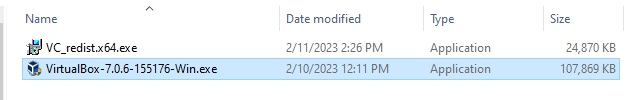 Name Date modified Type Size
VC_redist.x64.exe 2/11/2023 2:26 PM Application 24,870 KB
VirtualBox-7.0.6-155176-Win.exe 2/10/2023 12:11 PM Application 107,869 KB